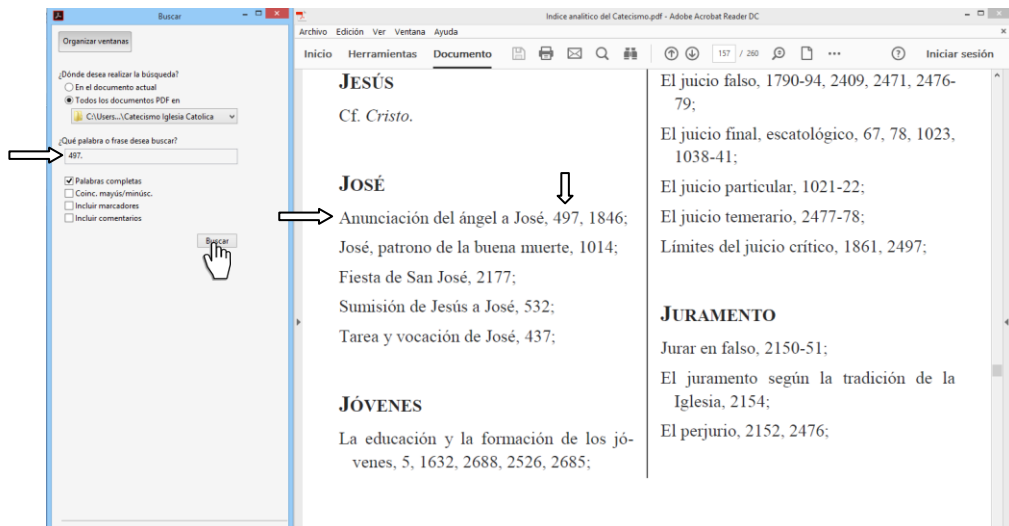 Buscar
Organizar ventanas
¿Dónde desea realizar la búsqueda?
En el documento actual
Todos los documentos PDF en
C:\Users...\Catecismo Iglesia Catolica
¿Qué palabra o frase desea buscar?
497.
Palabras completas
Coinc. mayús/minúsc.
Incluir marcadores
Incluir comentarios
Buscar
Indice analitico del Catecismo.pdf - Adobe Acrobat Reader DC
Archivo Edición Ver Ventana Ayuda
Inicio Herramientas Documento 157 / 260 Iniciar sesión
JESÚS
Cf. Cristo.
JOSÉ
Anunciación del ángel a José, 497, 1846;
José, patrono de la buena muerte, 1014;
Fiesta de San José, 2177;
Sumisión de Jesús a José, 532;
Tarea y vocación de José, 437;
JÓVENES
La educación y la formación de los jó-
venes, 5, 1632, 2688, 2526, 2685;
El juicio falso, 1790-94, 2409, 2471, 2476-
79;
El juicio final, escatológico, 67, 78, 1023,
1038-41;
El juicio particular, 1021-22;
El juicio temerario, 2477-78;
Límites del juicio crítico, 1861, 2497;
JURAMENTO
Jurar en falso, 2150-51;
El juramento según la tradición de la
Iglesia, 2154;
El perjurio, 2152, 2476;